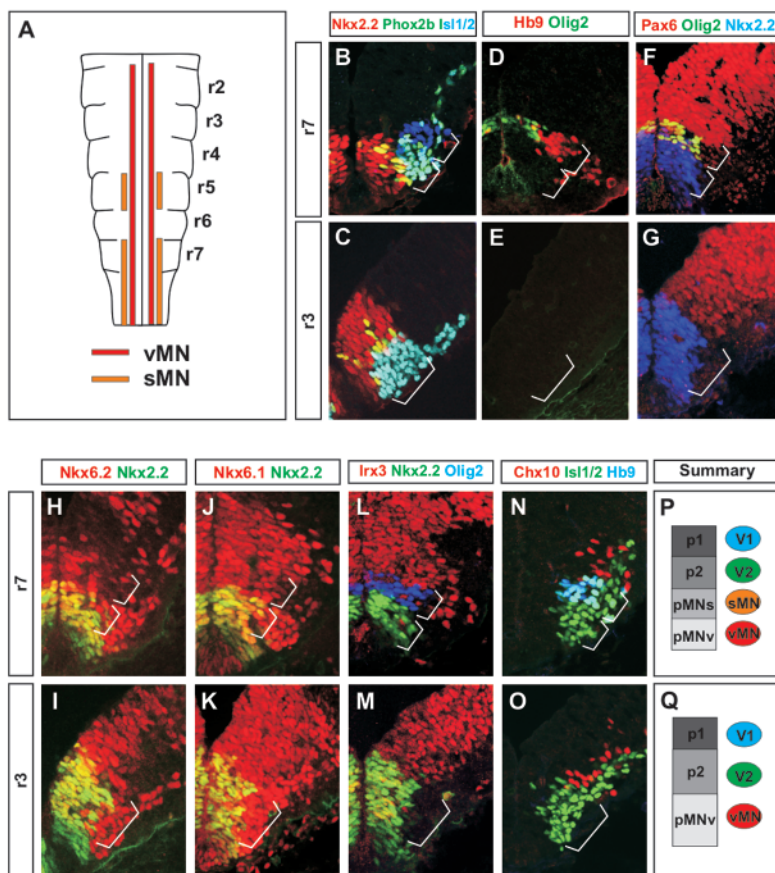 A
r2
r3
r4
r5
r6
r7
vMN
sMN
Nkx2.2 Phox2b Isl1/2
Hb9 Olig2
Pax6 Olig2 Nkx2.2
r7
B
D
F
r3
C
E
G
Nkx6.2 Nkx2.2
Nkx6.1 Nkx2.2
Irx3 Nkx2.2 Olig2
Chx10 Isl1/2 Hb9
Summary
r7
H
J
L
N
P
p1
V1
p2
V2
pMNs
sMN
pMNv
vMN
r3
I
K
M
O
Q
p1
V1
p2
V2
pMNv
vMN